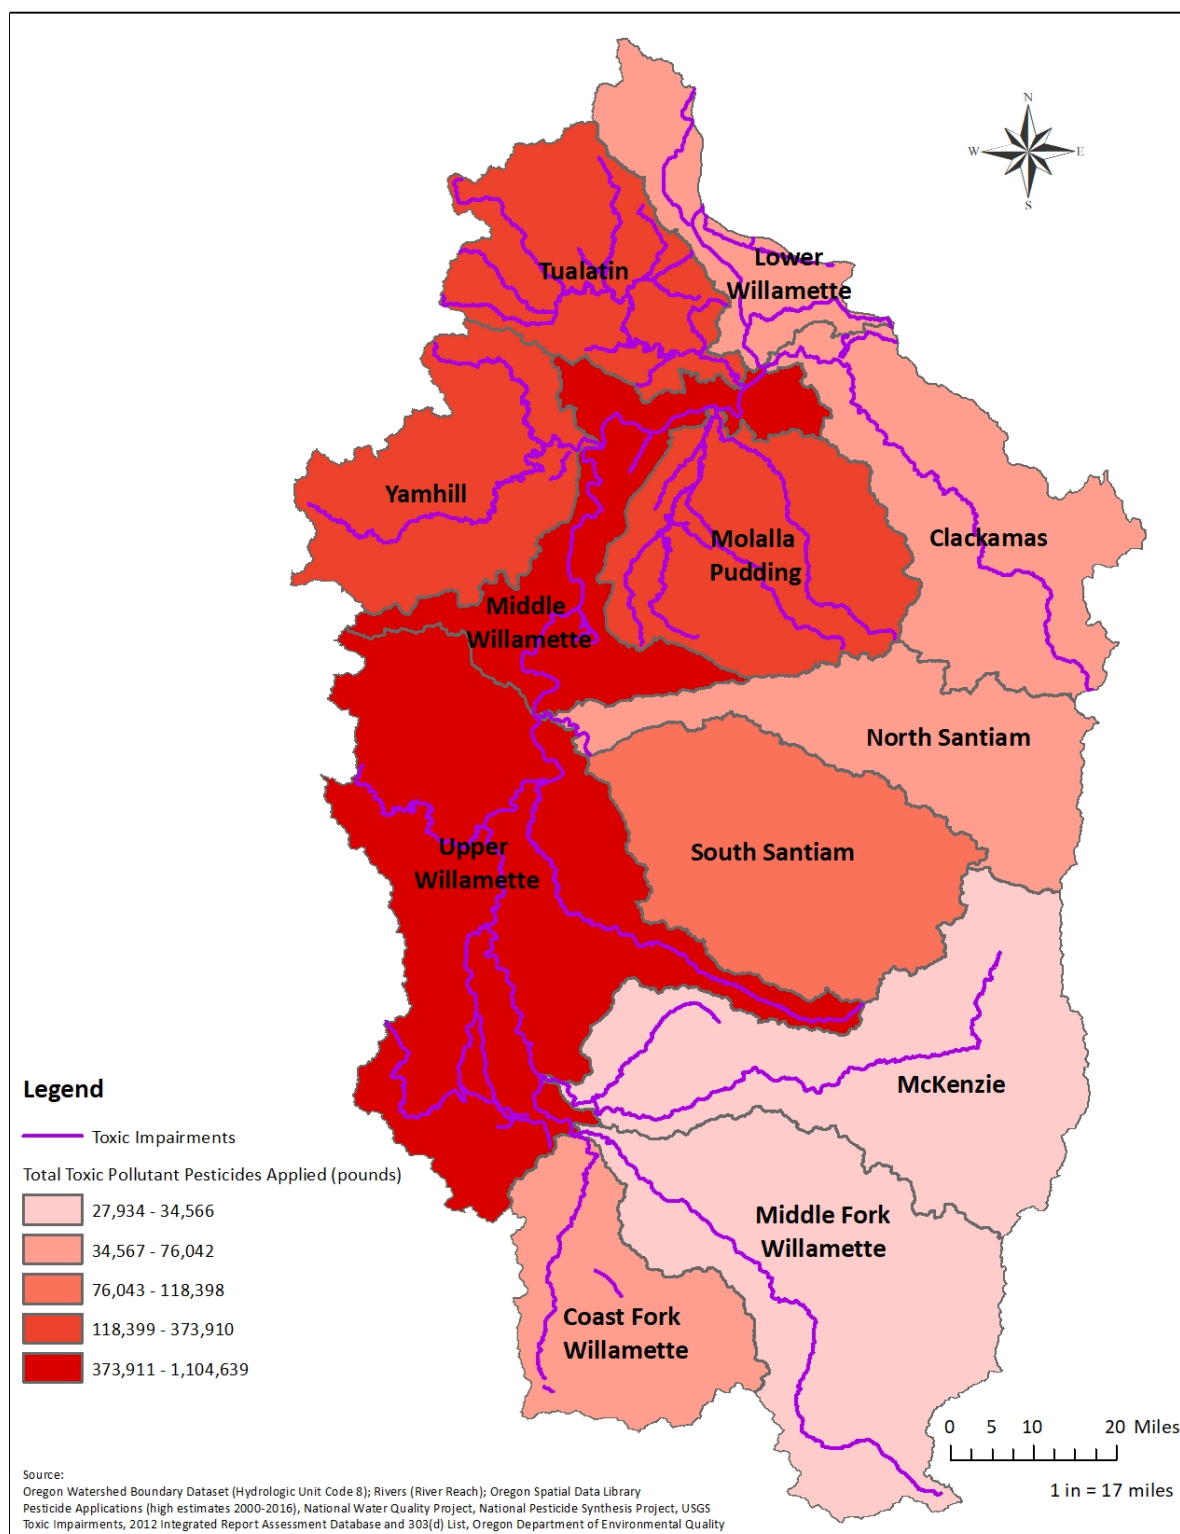 N
W E
S
Lower
Willamette
Tualatin
Yamhill
Molalla
Pudding
Clackamas
Middle
Willamette
North Santiam
South Santiam
Upper
Willamette
McKenzie
Middle Fork
Willamette
Coast Fork
Willamette
Legend
Toxic Impairments
Total Toxic Pollutant Pesticides Applied (pounds)
27,934 - 34,566
34,567 - 76,042
76,043 - 118,398
118,399 - 373,910
373,911 - 1,104,639
0 5 10 20 Miles
1 in = 17 miles
Source:
Oregon Watershed Boundary Dataset (Hydrologic Unit Code 8); Rivers (River Reach); Oregon Spatial Data Library
Pesticide Applications (high estimates 2000-2016), National Water Quality Project, National Pesticide Synthesis Project, USGS
Toxic Impairments, 2012 Integrated Report Assessment Database and 303(d) List, Oregon Department of Environmental Quality